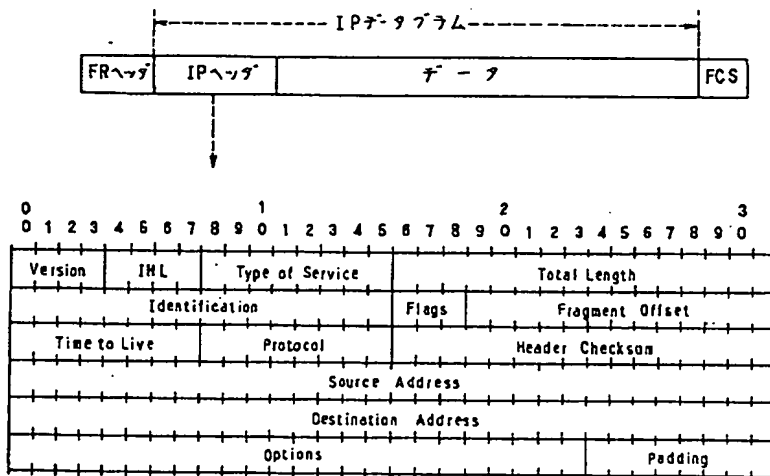 IPデータグラム
FRヘッダ IPヘッダ データ FCS
0 1 2 3
0 1 2 3 4 5 6 7 8 9 0 1 2 3 4 5 6 7 8 9 0 1 2 3 4 5 6 7 8 9 0
Version IHL Type of Service Total Length
Identification Flags Fragment Offset
Time to Live Protocol Header Checksom
Source Address
Destination Address
Options Padding